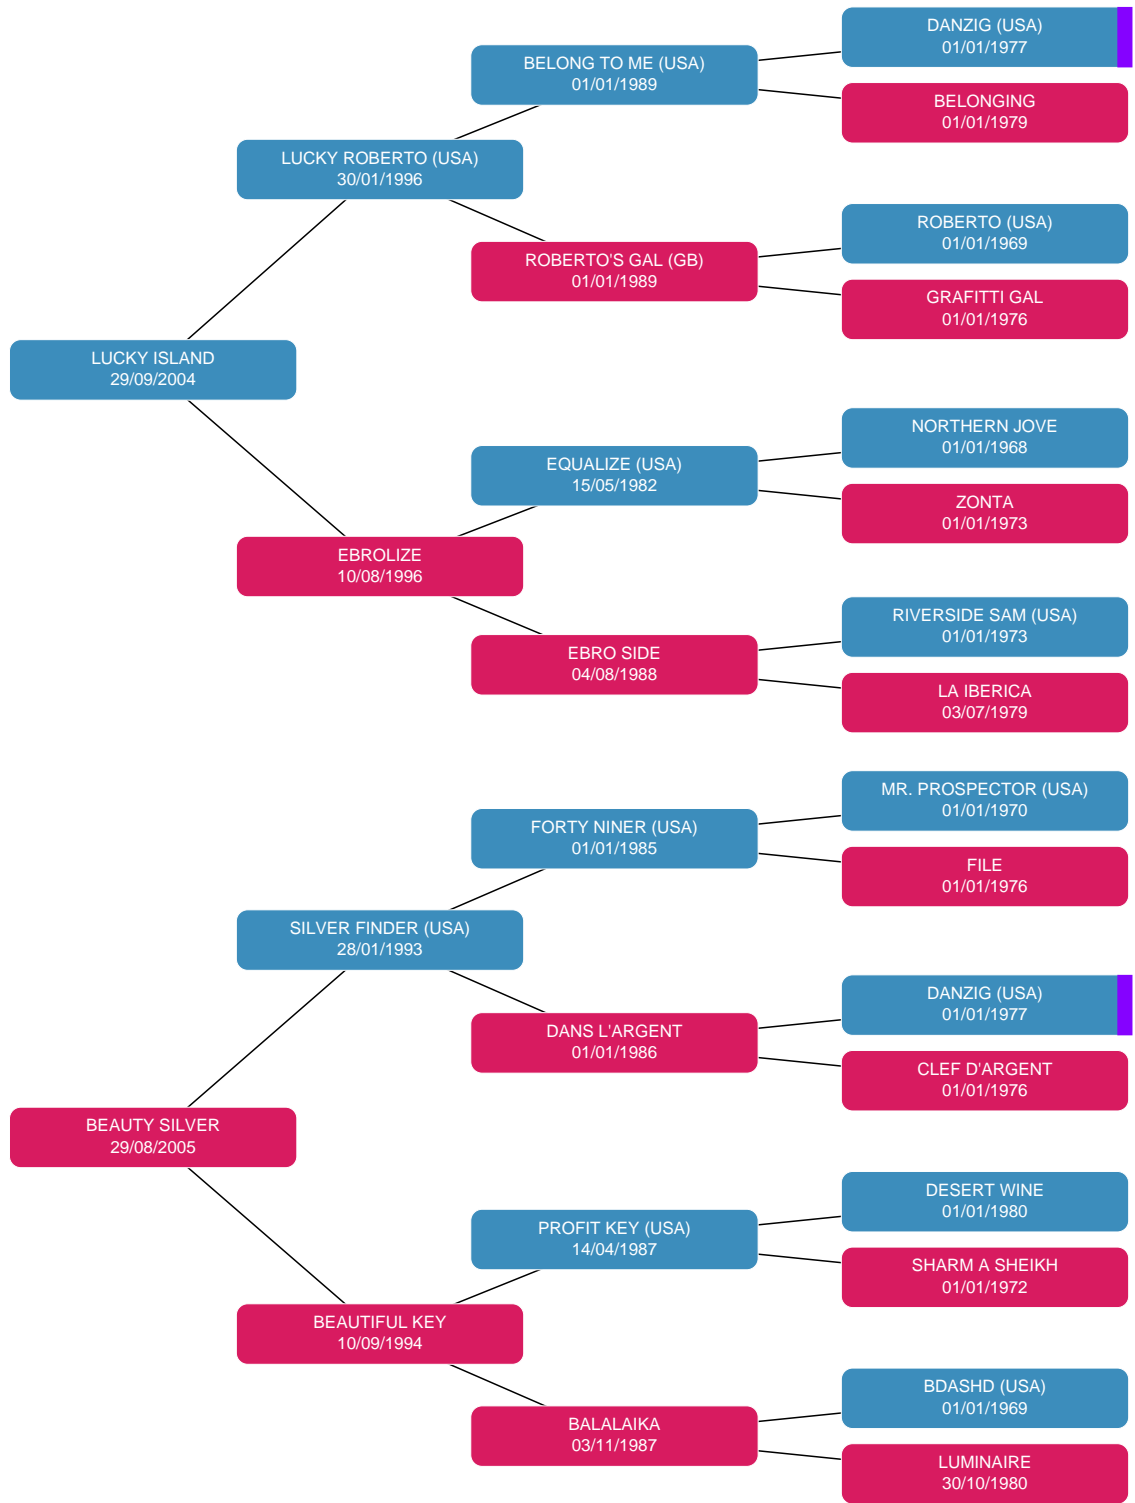 DANZIG (USA)
01/01/1977
BELONG TO ME (USA)
01/01/1989
BELONGING
01/01/1979
LUCKY ROBERTO (USA)
30/01/1996
ROBERTO (USA)
01/01/1969
ROBERTO'S GAL (GB)
01/01/1989
GRAFITTI GAL
01/01/1976
LUCKY ISLAND
29/09/2004
NORTHERN JOVE
01/01/1968
EQUALIZE (USA)
15/05/1982
ZONTA
01/01/1973
EBROLIZE
10/08/1996
RIVERSIDE SAM (USA)
01/01/1973
EBRO SIDE
04/08/1988
LA IBERICA
03/07/1979
MR. PROSPECTOR (USA)
01/01/1970
FORTY NINER (USA)
01/01/1985
FILE
01/01/1976
SILVER FINDER (USA)
28/01/1993
DANZIG (USA)
01/01/1977
DANS L'ARGENT
01/01/1986
CLEF D'ARGENT
01/01/1976
BEAUTY SILVER
29/08/2005
DESERT WINE
01/01/1980
PROFIT KEY (USA)
14/04/1987
SHARM A SHEIKH
01/01/1972
BEAUTIFUL KEY
10/09/1994
BDASHD (USA)
01/01/1969
BALALAIKA
03/11/1987
LUMINAIRE
30/10/1980